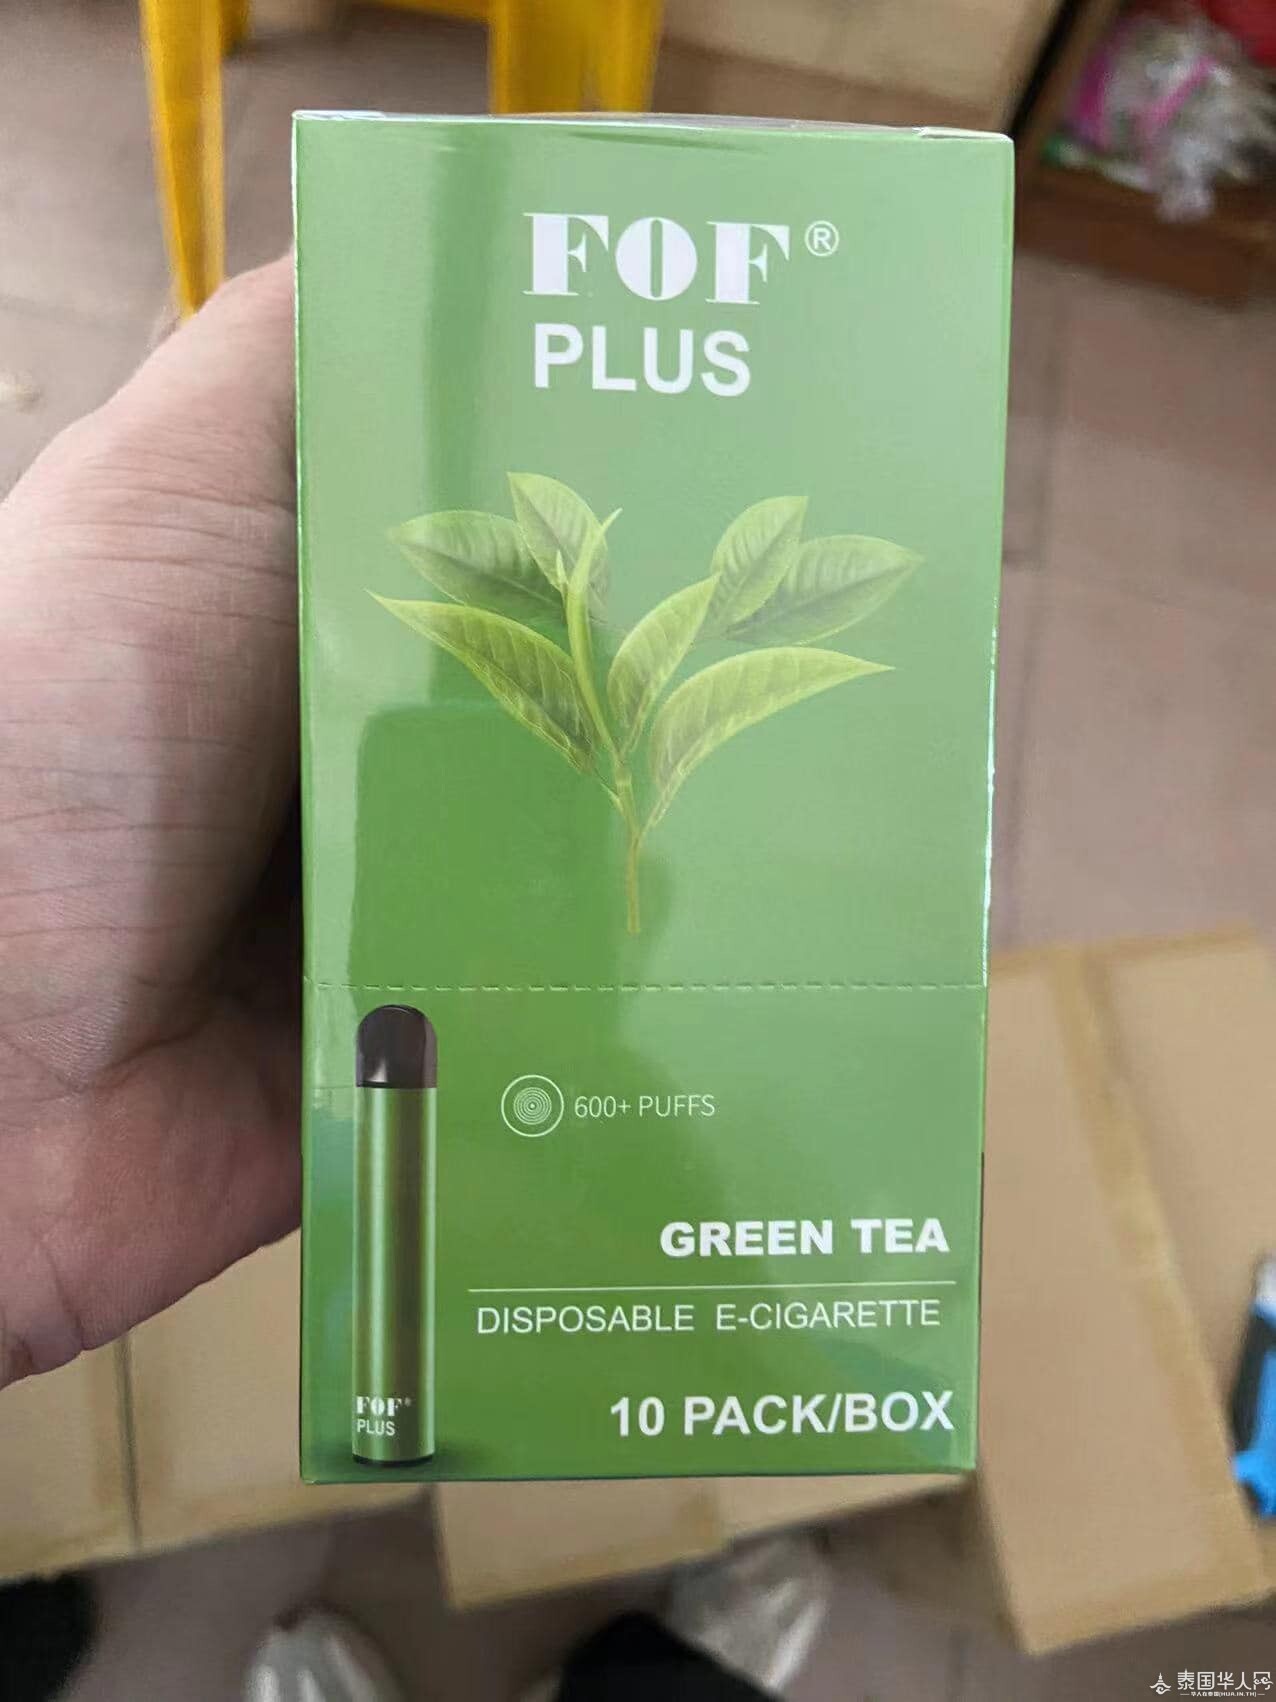 FOF®
PLUS
600+ PUFFS
GREEN TEA
DISPOSABLE E-CIGARETTE
FOF®
PLUS
10 PACK/BOX
泰国华人网